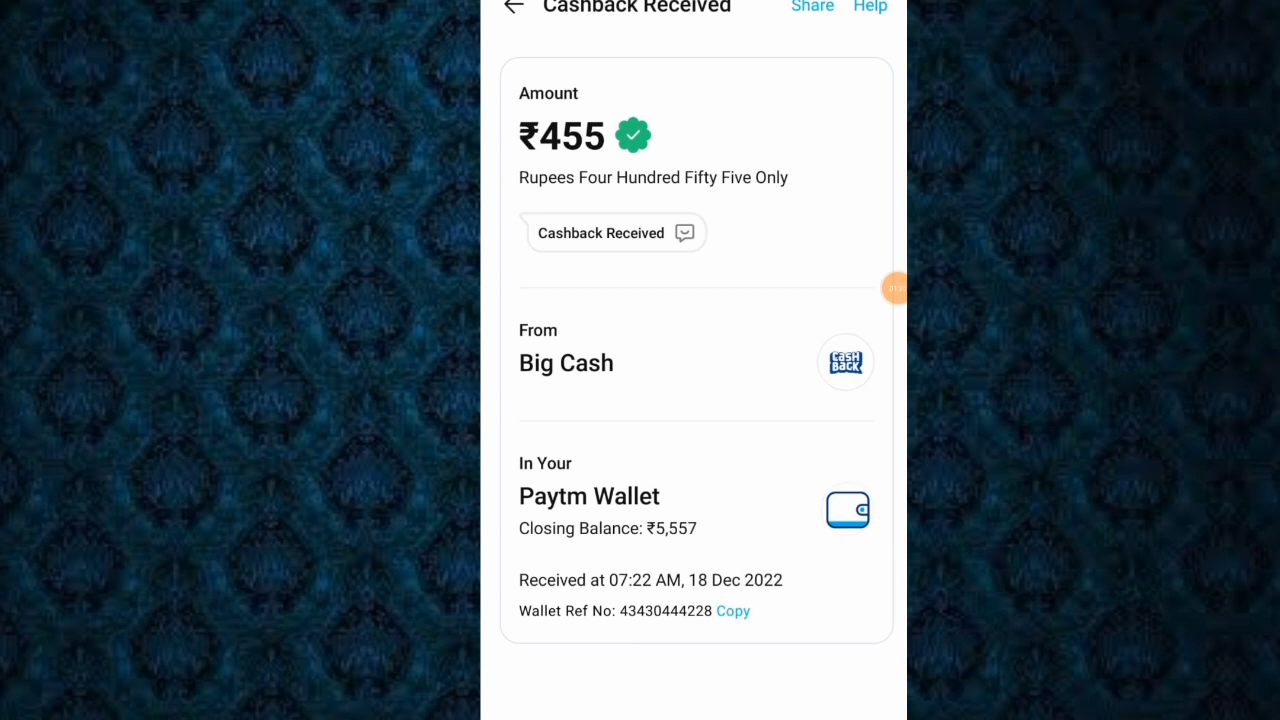 Cashback Received
Share Help
Amount
₹455
Rupees Four Hundred Fifty Five Only
Cashback Received
From
Big Cash
CASH
BACK
In Your
Paytm Wallet
Closing Balance: ₹5,557
Received at 07:22 AM, 18 Dec 2022
Wallet Ref No: 43430444228 Copy